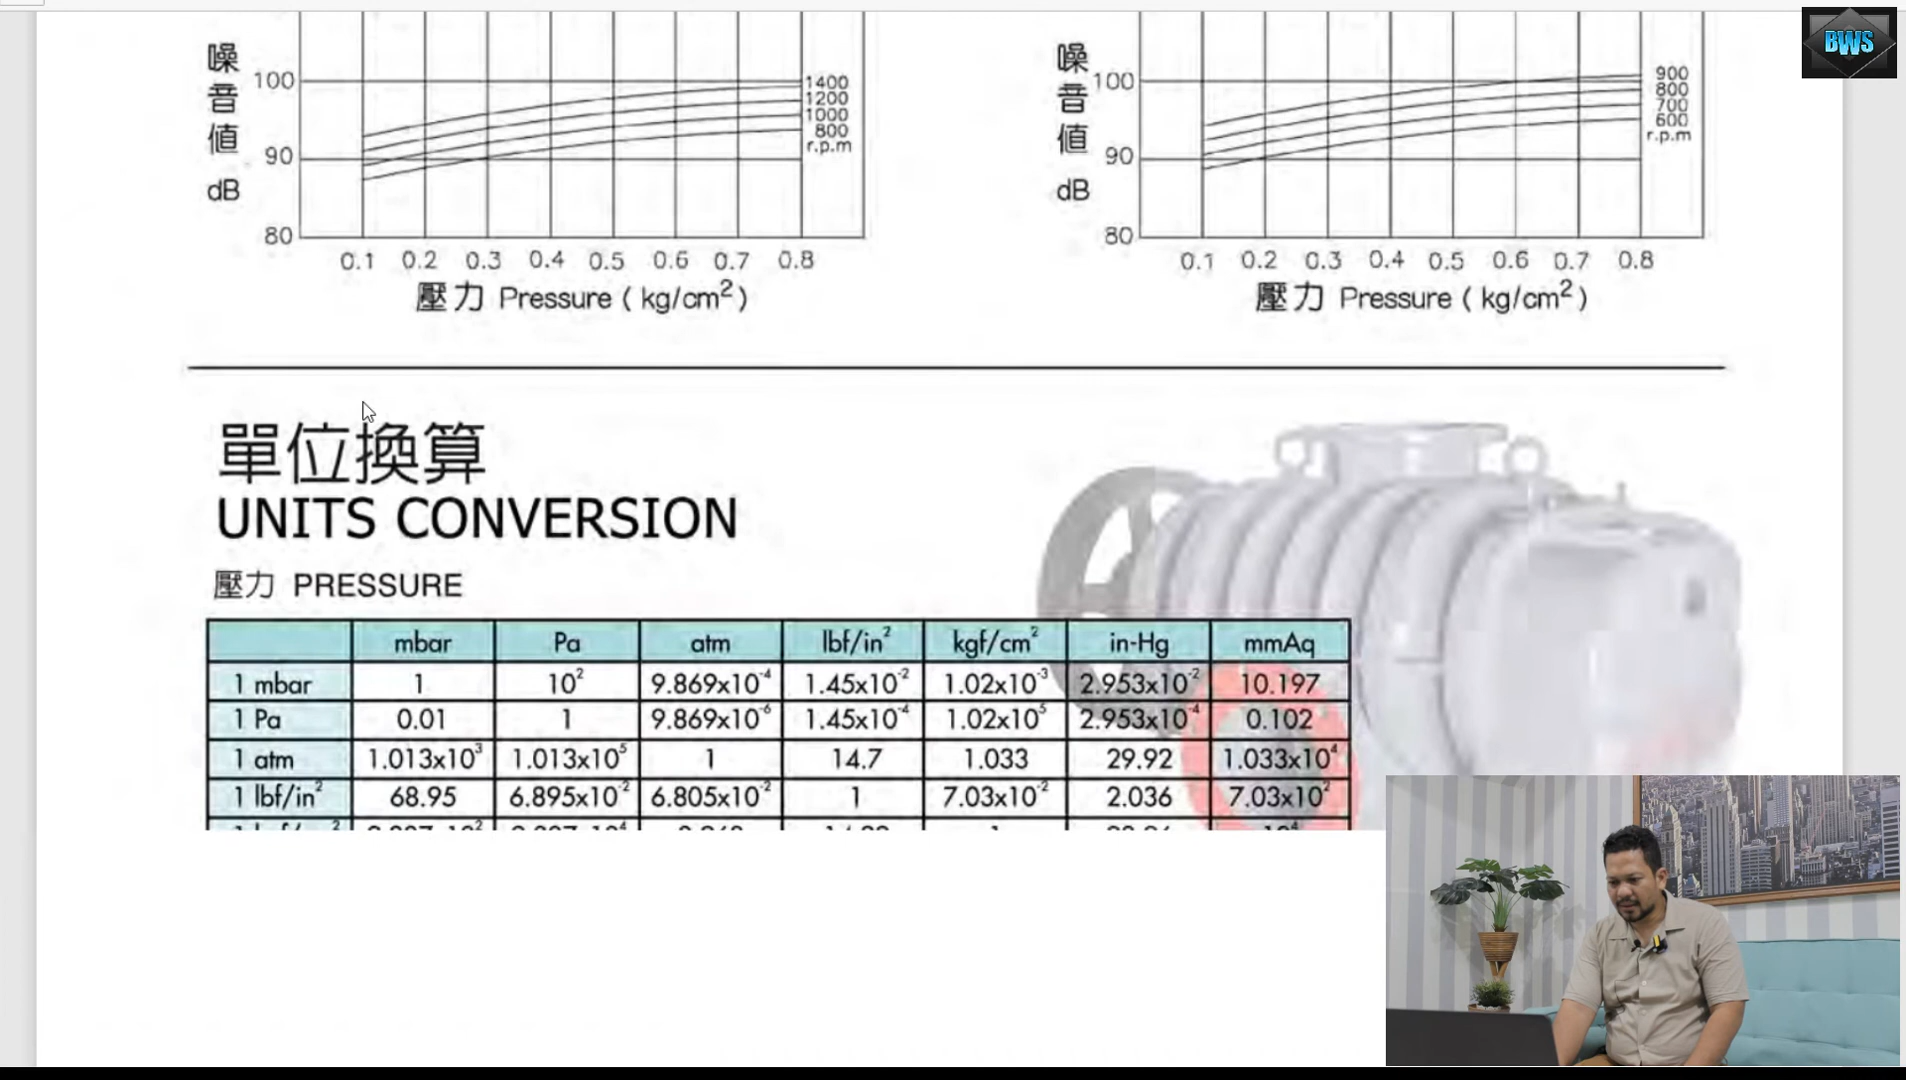 BWS
噪音值 dB
100
90
80
1400
1200
1000
800
r.p.m
0.1 0.2 0.3 0.4 0.5 0.6 0.7 0.8
壓力 Pressure ( kg/cm² )
噪音值 dB
100
90
80
900
800
700
600
r.p.m
0.1 0.2 0.3 0.4 0.5 0.6 0.7 0.8
壓力 Pressure ( kg/cm² )
單位換算
UNITS CONVERSION
壓力 PRESSURE
mbar Pa atm lbf/in² kgf/cm² in-Hg mmAq
1 mbar 1 10² 9.869x10⁻⁴ 1.45x10⁻² 1.02x10⁻³ 2.953x10⁻² 10.197
1 Pa 0.01 1 9.869x10⁻⁶ 1.45x10⁻⁴ 1.02x10⁵ 2.953x10⁻⁴ 0.102
1 atm 1.013x10³ 1.013x10⁵ 1 14.7 1.033 29.92 1.033x10⁴
1 lbf/in² 68.95 6.895x10⁻² 6.805x10⁻² 1 7.03x10⁻² 2.036 7.03x10²